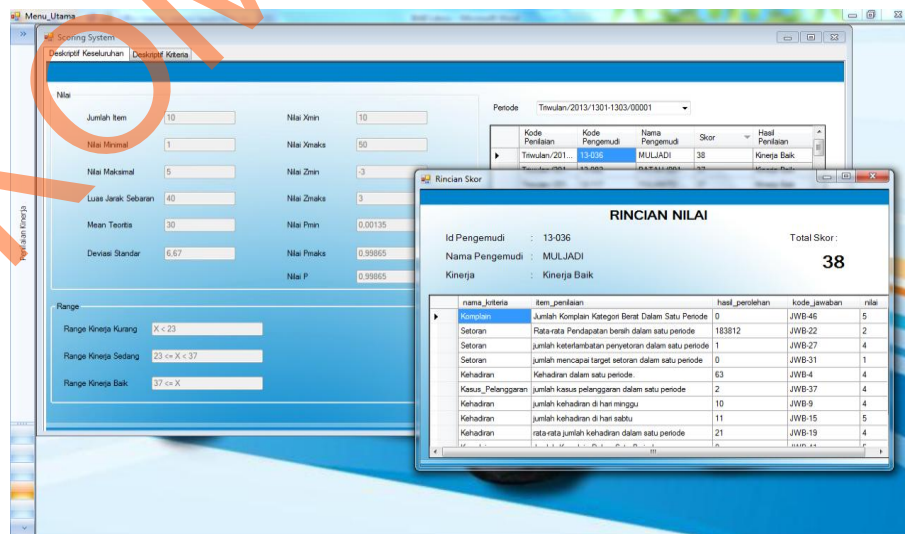 Menu_Utama
Scoring System
Deskriptif Keseluruhan Deskriptif Kriteria
Penilaian Kinerja
Nilai
Jumlah Item 10 Nilai Xmin 10
Nilai Minimal 1 Nilai Xmaks 50
Nilai Maksimal 5 Nilai Zmin -3
Luas Jarak Sebaran 40 Nilai Zmaks 3
Mean Teoritis 30 Nilai Pmin 0,00135
Deviasi Standar 6,67 Nilai Pmaks 0,99865
Nilai P 0,99865
Range
Range Kinerja Kurang X < 23
Range Kinerja Sedang 23 <= X < 37
Range Kinerja Baik 37 <= X
Periode Triwulan/2013/1301-1303/00001
Kode Penilaian Kode Pengemudi Nama Pengemudi Skor Hasil Penilaian
Triwulan/201... 13-036 MULJADI 38 Kinerja Baik
Rincian Skor
RINCIAN NILAI
Id Pengemudi : 13-036 Total Skor :
Nama Pengemudi : MULJADI 38
Kinerja : Kinerja Baik
nama_kriteria item_penilaian hasil_perolehan kode_jawaban nilai
Komplain Jumlah Komplain Kategori Berat Dalam Satu Periode 0 JWB-46 5
Setoran Rata-rata Pendapatan bersih dalam satu periode 183812 JWB-22 2
Setoran jumlah keterlambatan penyetoran dalam satu periode 1 JWB-27 4
Setoran jumlah mencapai target setoran dalam satu periode 0 JWB-31 1
Kehadiran Kehadiran dalam satu periode. 63 JWB-4 4
Kasus_Pelanggaran jumlah kasus pelanggaran dalam satu periode 2 JWB-37 4
Kehadiran jumlah kehadiran di hari minggu 10 JWB-9 4
Kehadiran jumlah kehadiran di hari sabtu 11 JWB-15 5
Kehadiran rata-rata jumlah kehadiran dalam satu periode 21 JWB-19 4